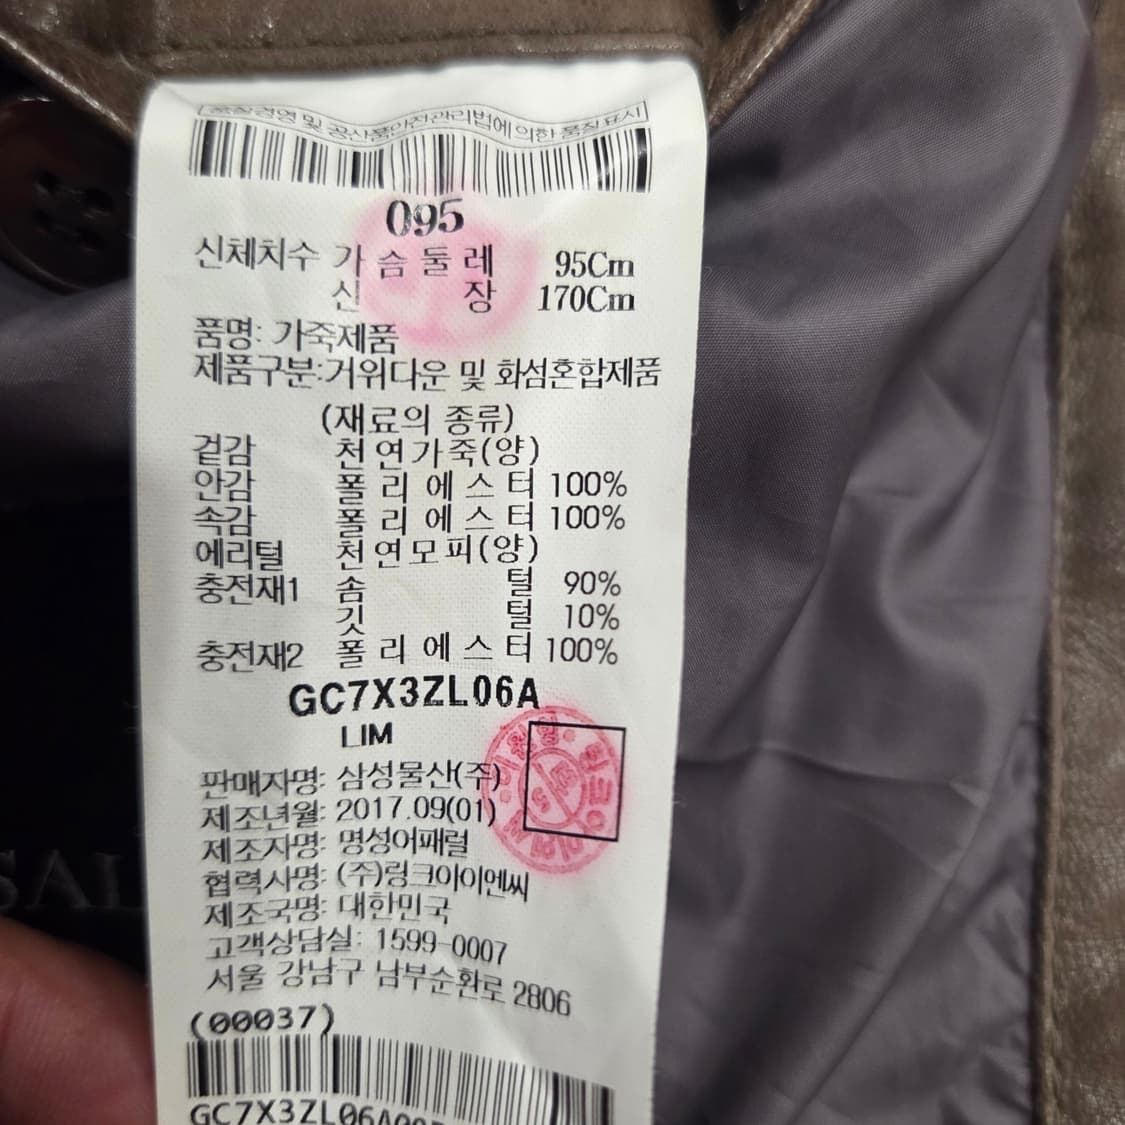 품질경영 및 공산품안전관리법에 의한 품질표시
095
신체치수 가슴둘레 95Cm
신장 170Cm
품명: 가죽제품
제품구분:거위다운 및 화섬혼합제품
(재료의 종류)
겉감 천연가죽(양)
안감 폴리에스터 100%
속감 폴리에스터 100%
에리털 천연모피(양)
충전재1 솜털 90%
깃털 10%
충전재2 폴리에스터 100%
GC7X3ZL06A
LIM
판매자명: 삼성물산(주)
제조년월: 2017.09(01)
제조자명: 명성어패럴
협력사명: (주)링크아이엔씨
제조국명: 대한민국
고객상담실: 1599-0007
서울 강남구 남부순환로 2806
(00037)
GC7X3ZL06A095